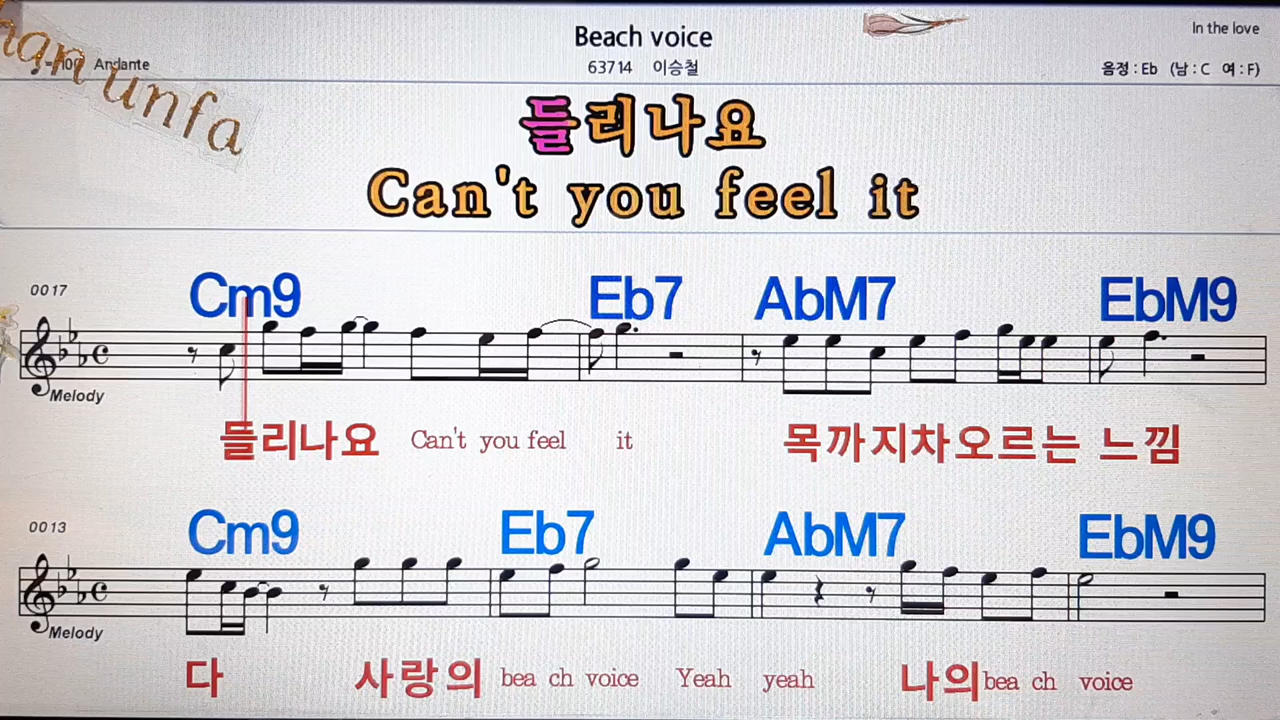 Beach voice
In the love
Andante
63714 이승철
음정 : Eb (남 : C 여 : F)
unfa
들리나요
Can't you feel it
0017
Cm9 Eb7 AbM7 EbM9
Melody
들리나요 Can't you feel it 목까지차오르는 느낌
0013
Cm9 Eb7 AbM7 EbM9
Melody
다 사랑의 bea ch voice Yeah yeah 나의 bea ch voice